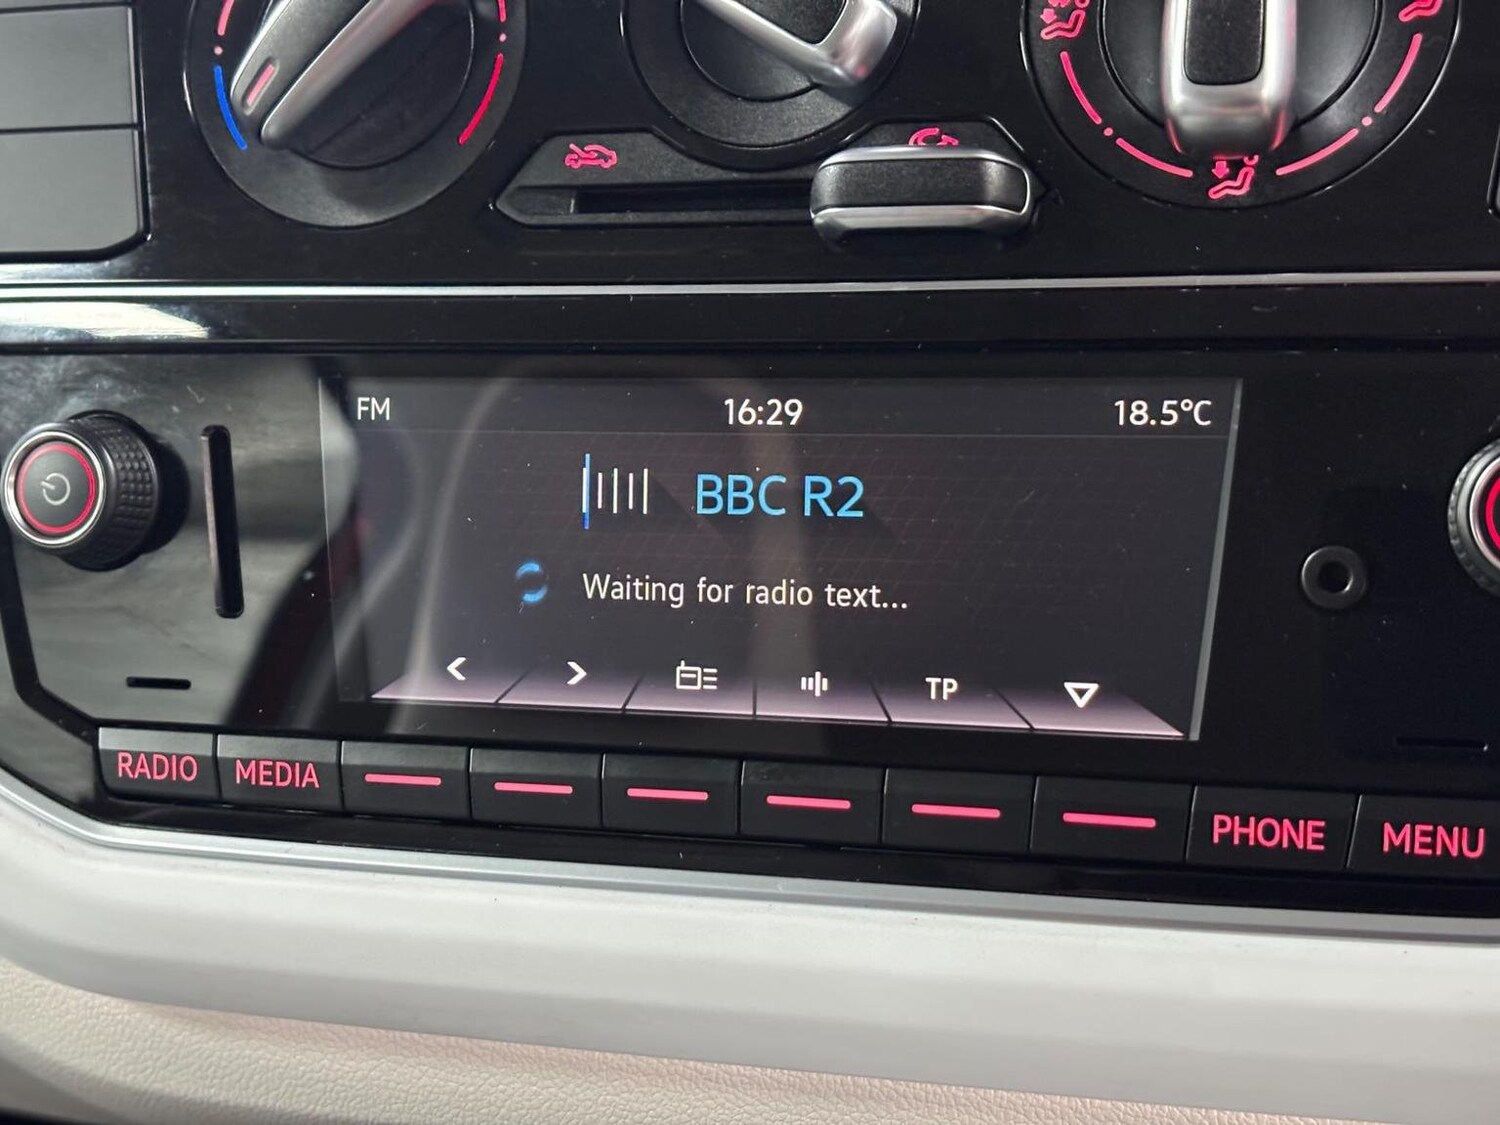 FM 16:29 18.5°C
BBC R2
Waiting for radio text...
TP
RADIO MEDIA PHONE MENU